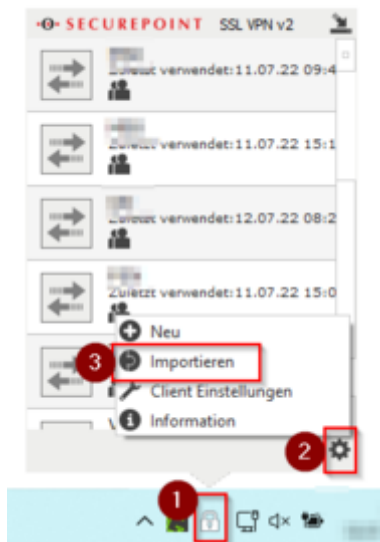 SECUREPOINT SSL VPN v2
Zuletzt verwendet:11.07.22 09:4
Zuletzt verwendet:11.07.22 15:1
Zuletzt verwendet:12.07.22 08:2
Zuletzt verwendet:11.07.22 15:0
Neu
3 Importieren
Client Einstellungen
Information
2
1